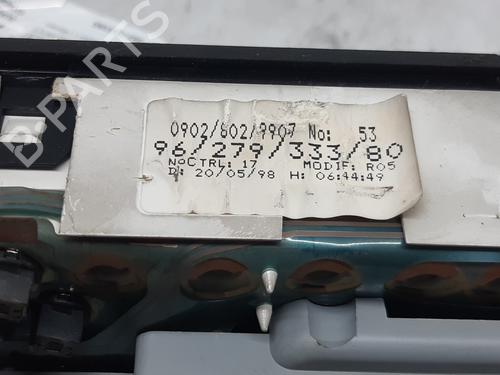 B-PARTS
0902/802/9907 No: 53
96/279/333/80
NoCTRL: 17 MODIF: R05
D: 20/05/98 H: 06:44:49